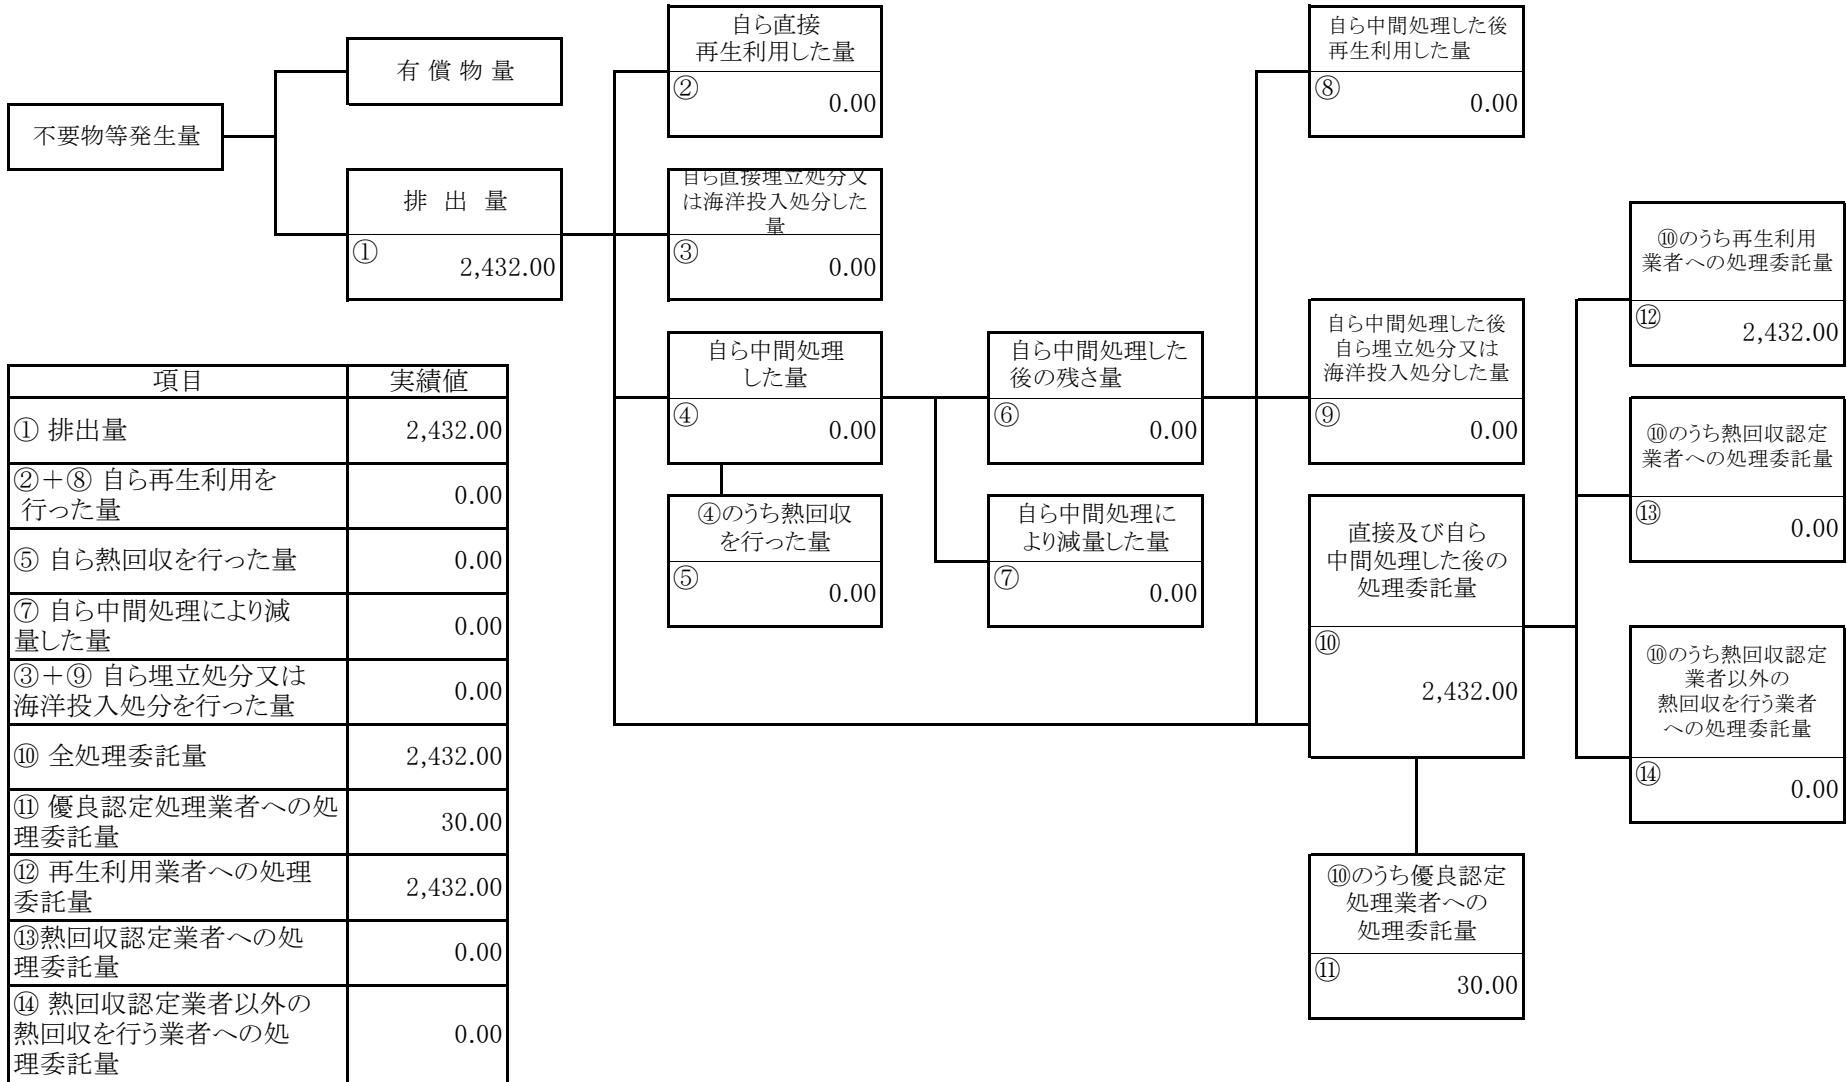 不要物等発生量
有 償 物 量
排 出 量
①
2,432.00
自ら直接
再生利用した量
②
0.00
自ら直接埋立処分又
は海洋投入処分した
量
③
0.00
自ら中間処理
した量
④
0.00
④のうち熱回収
を行った量
⑤
0.00
自ら中間処理した
後の残さ量
⑥
0.00
自ら中間処理に
より減量した量
⑦
0.00
自ら中間処理した後
再生利用した量
⑧
0.00
自ら中間処理した後
自ら埋立処分又は
海洋投入処分した量
⑨
0.00
直接及び自ら
中間処理した後の
処理委託量
⑩
2,432.00
⑩のうち優良認定
処理業者への
処理委託量
⑪
30.00
⑩のうち再生利用
業者への処理委託量
⑫
2,432.00
⑩のうち熱回収認定
業者への処理委託量
⑬
0.00
⑩のうち熱回収認定
業者以外の
熱回収を行う業者
への処理委託量
⑭
0.00
項目 実績値
① 排出量 2,432.00
②+⑧ 自ら再生利用を
行った量 0.00
⑤ 自ら熱回収を行った量 0.00
⑦ 自ら中間処理により減
量した量 0.00
③+⑨ 自ら埋立処分又は
海洋投入処分を行った量 0.00
⑩ 全処理委託量 2,432.00
⑪ 優良認定処理業者への処
理委託量 30.00
⑫ 再生利用業者への処理
委託量 2,432.00
⑬熱回収認定業者への処
理委託量 0.00
⑭ 熱回収認定業者以外の
熱回収を行う業者への処
理委託量 0.00